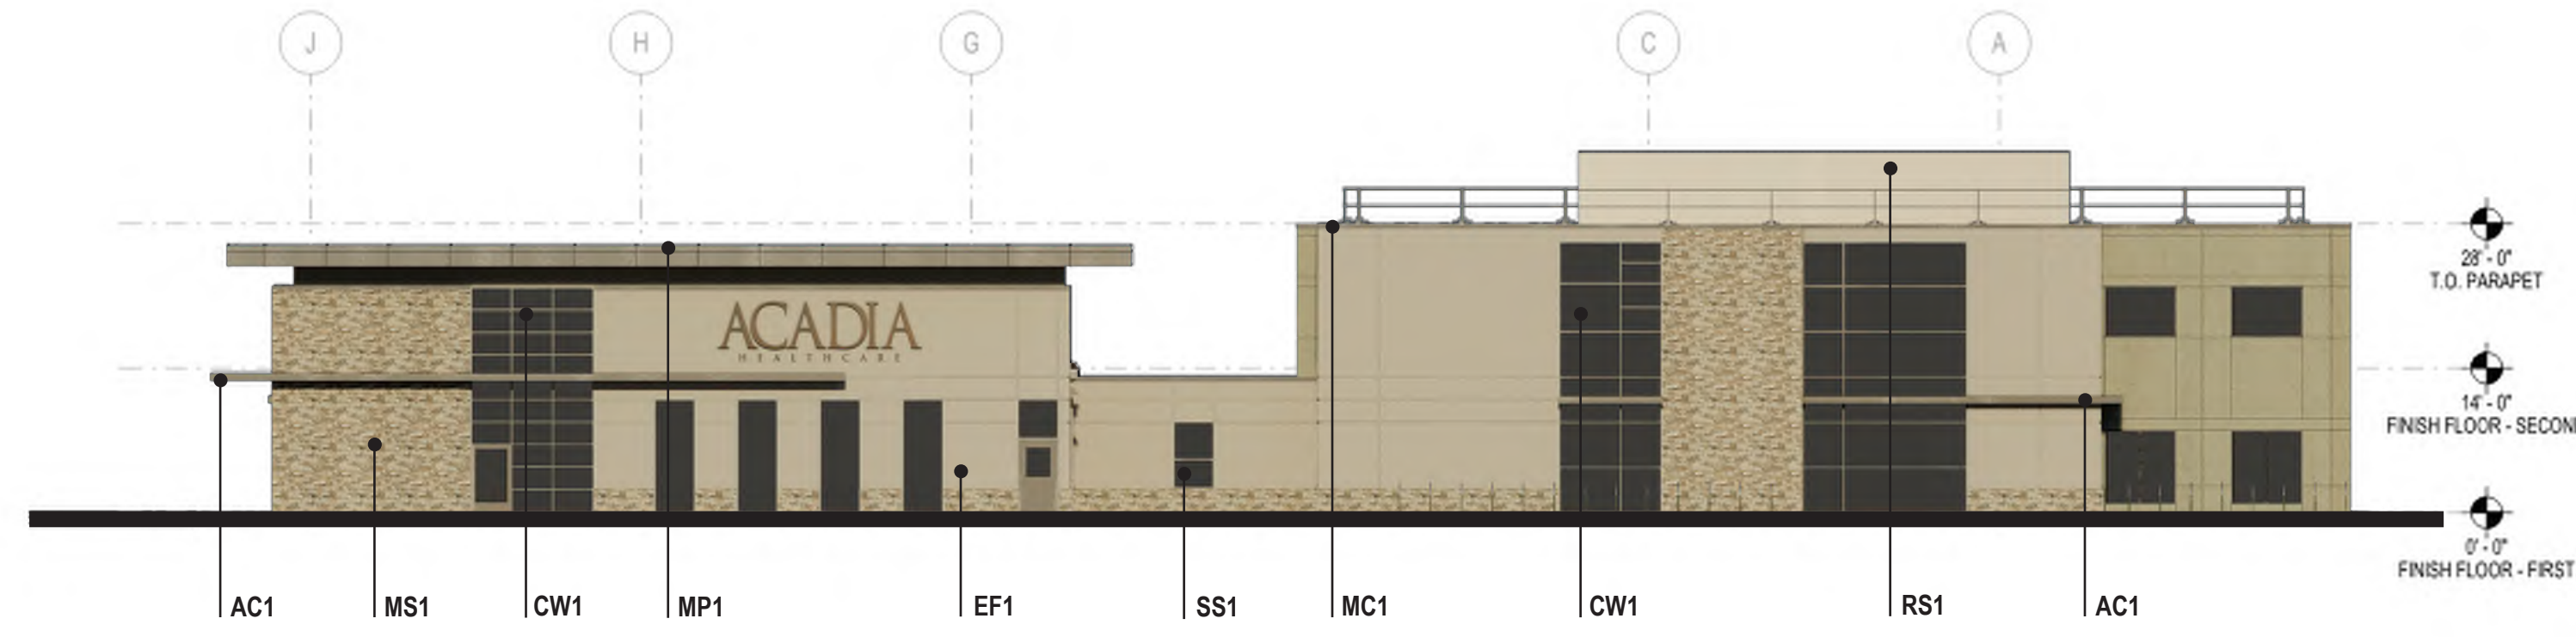 J
H
G
C
A
ACADIA
HEALTHCARE
28' - 0"
T.O. PARAPET
14' - 0"
FINISH FLOOR - SECON
0' - 0"
FINISH FLOOR - FIRST
AC1
MS1
CW1
MP1
EF1
SS1
MC1
CW1
RS1
AC1